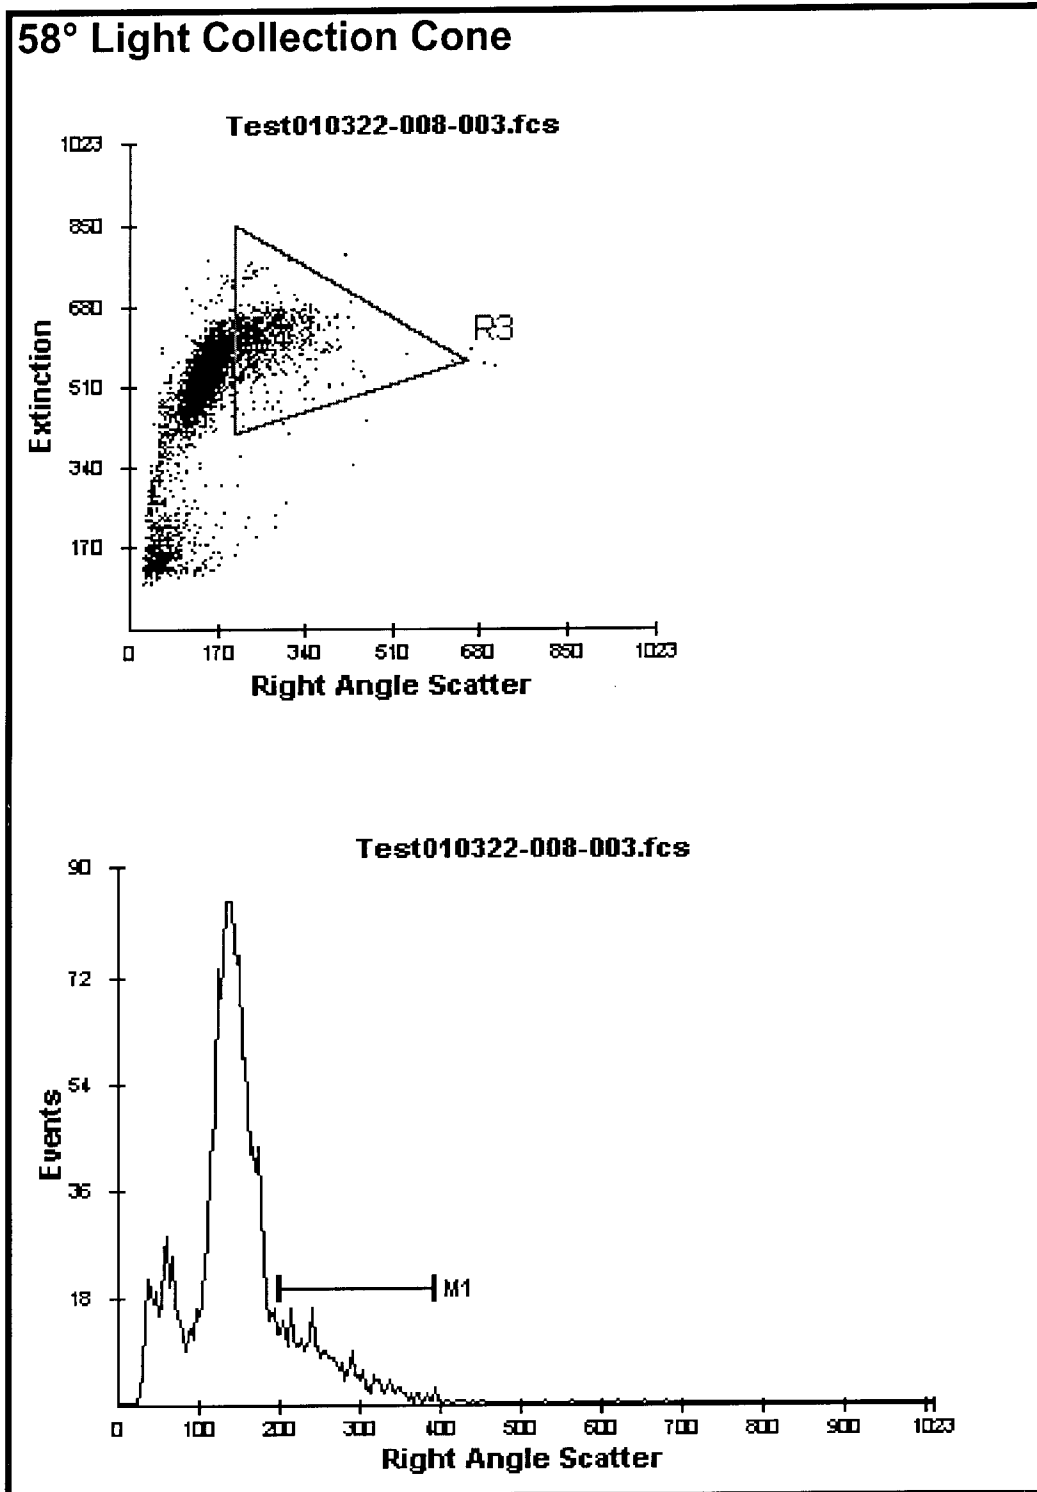 58° Light Collection Cone
Test010322-008-003.fcs
1023
850
680
510
340
170
Extinction
R3
0 170 340 510 680 850 1023
Right Angle Scatter
Test010322-008-003.fcs
90
72
54
36
18
Events
M1
0 100 200 300 400 500 600 700 800 900 1023
Right Angle Scatter